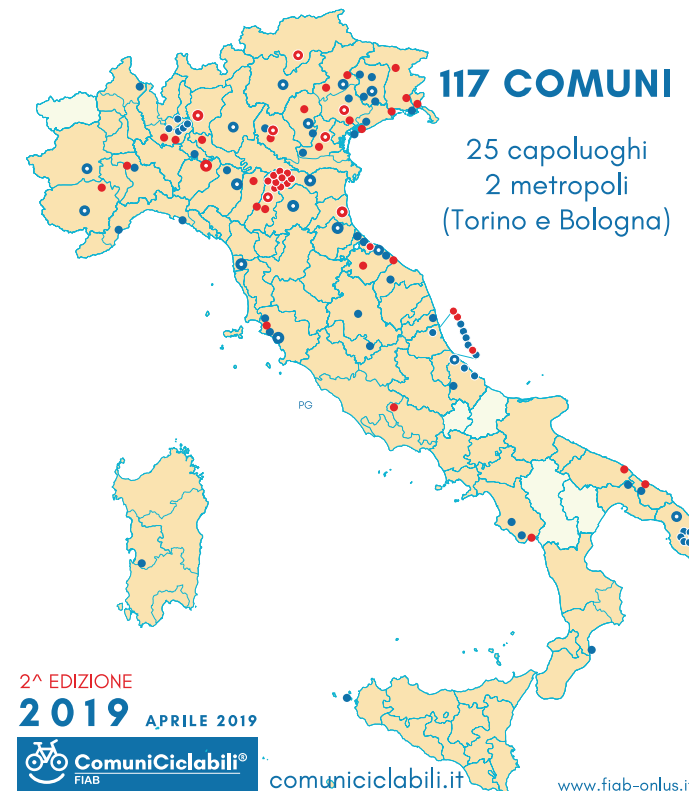 117 COMUNI
25 capoluoghi
2 metropoli
(Torino e Bologna)
PG
2^ EDIZIONE
2019 APRILE 2019
ComuniCiclabili®
FIAB
comuniciclabili.it
www.fiab-onlus.it